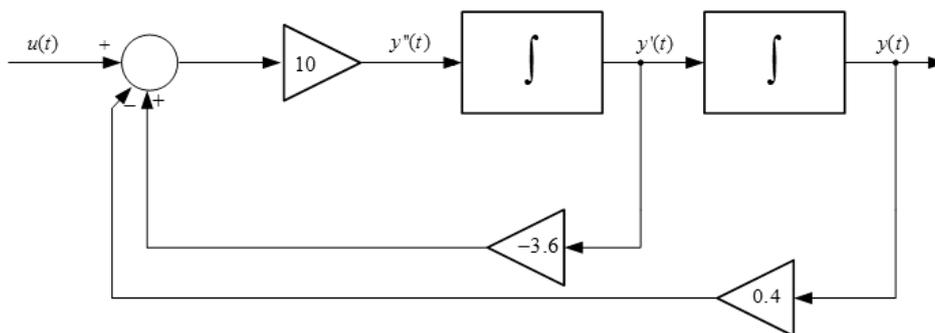 u(t)
+
10
y''(t)
∫
y'(t)
∫
y(t)
− +
−3.6
0.4